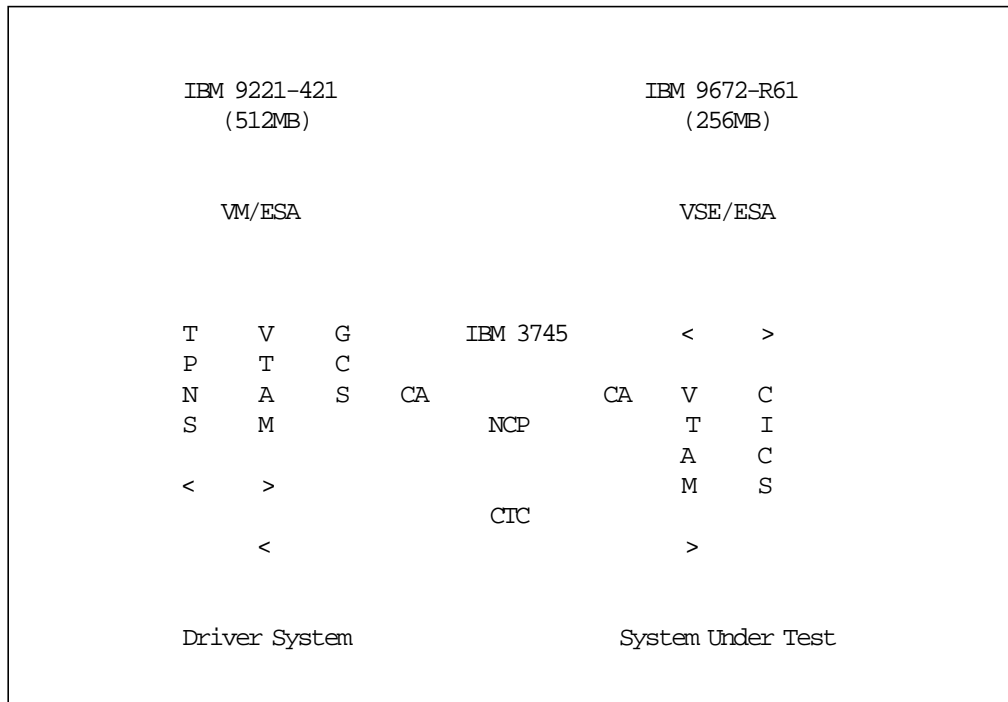 IBM 9221-421 IBM 9672-R61
(512MB) (256MB)
VM/ESA VSE/ESA
T V G IBM 3745 < >
P T C
N A S CA CA V C
S M NCP T I
A C
< > M S
CTC
< >
Driver System System Under Test